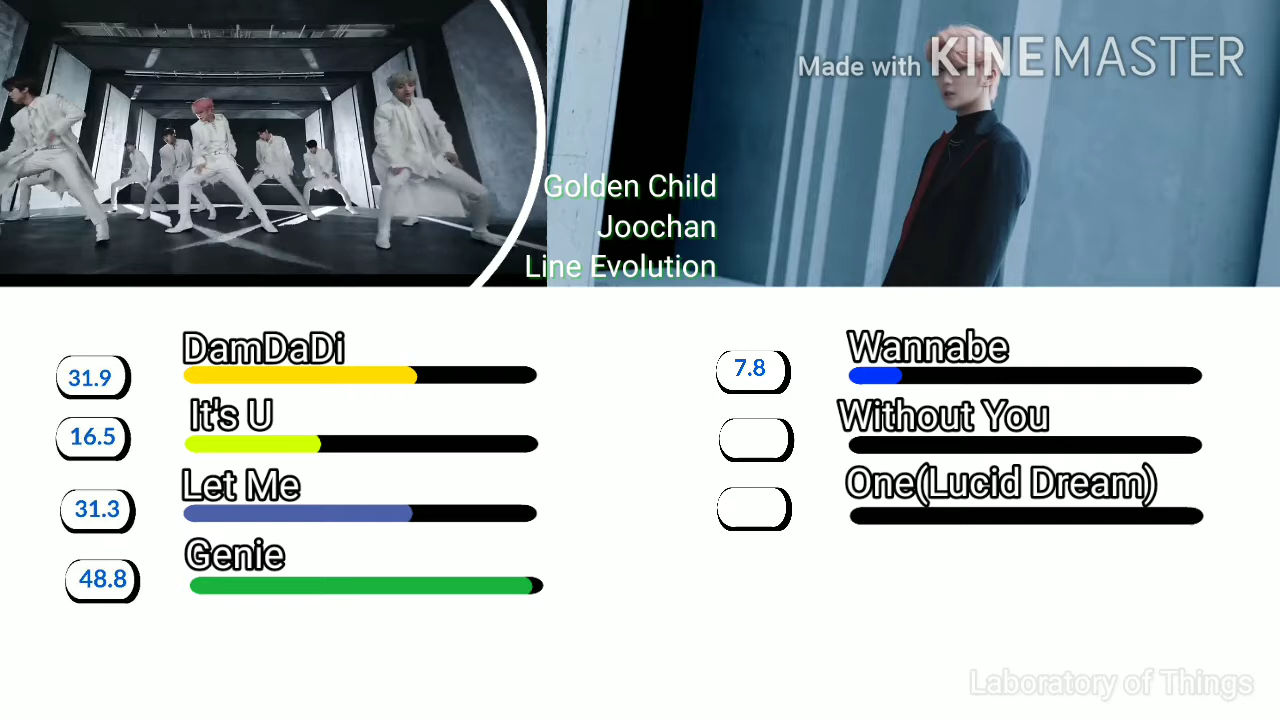 Made with KINEMASTER
Golden Child
Joochan
Line Evolution
DamDaDi
31.9
It's U
16.5
Let Me
31.3
Genie
48.8
Wannabe
7.8
Without You
One(Lucid Dream)
Laboratory of Things